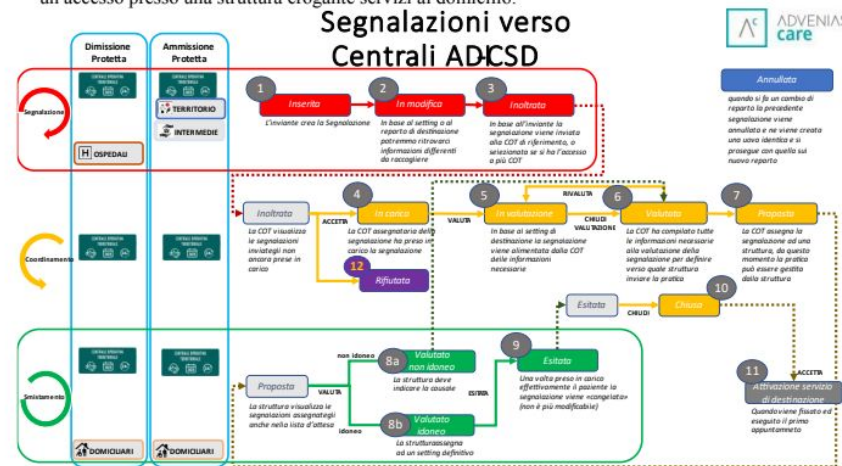 un accesso presso una struttura erogante servizi al domicilio.
Segnalazioni verso
Centrali ADI-CSD
ADVENIAS
care
Dimissione
Protetta
Ammissione
Protetta
Segnalazione
TERRITORIO
INTERMEDIE
H OSPEDALI
1
Inserita
L'inviante crea la Segnalazione
2
In modifica
In base al setting o al
reparto di destinazione
potremmo ritrovarci
informazioni differenti
da raccogliere
3
Inoltrata
In base all'inviante la
segnalazione viene inviata
alla COT di riferimento, o
selezionata se si ha l'accesso
a più COT
Annullata
quando si fa un cambio di
reparto la precedente
segnalazione viene
annullata e ne viene creata
una uova identica e si
prosegue con quella sul
nuovo reparto
Coordinamento
Inoltrata
La COT visualizza
le segnalazioni
inviategli non
ancora prese in
carico
ACCETTA
4
In carico
La COT assegnataria della
segnalazione ha preso in
carico la segnalazione
12
Rifiutata
VALUTA
5
In valutazione
In base al setting di
destinazione la segnalazione
viene alimentata dalla COT
delle informazioni
necessarie
RIVALUTA
CHIUDI
VALUTAZIONE
6
Valutata
La COT ha compilato tutte
le informazioni necessarie
alla valutazione della
segnalazione per definire
verso quale struttura
inviare la pratica
7
Proposta
La COT assegna la
segnalazione ad una
struttura, da questo
momento la pratica
può essere gestita
dalla struttura
Esitata
CHIUDI
10
Chiusa
Smistamento
DOMICILIARI
DOMICILIARI
Proposta
La struttura visualizza le
segnalazioni assegnategli
anche nella lista d'attesa
VALUTA
non idoneo
8a
Valutato
non idoneo
La struttura deve
indicare la causale
idoneo
8b
Valutato
idoneo
La strutturaassegna
ad un setting definitivo
ESITATA
9
Esitata
Una volta preso in carico
effettivamente il paziente la
segnalazione viene «congelata»
(non è più modificabile)
ACCETTA
11
Attivazione servizio
di destinazione
Quandoviene fissato ed
eseguito il primo
appuntamneto